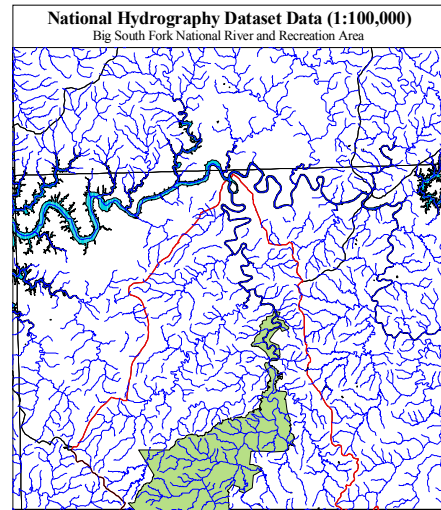 National Hydrography Dataset Data (1:100,000)
Big South Fork National River and Recreation Area